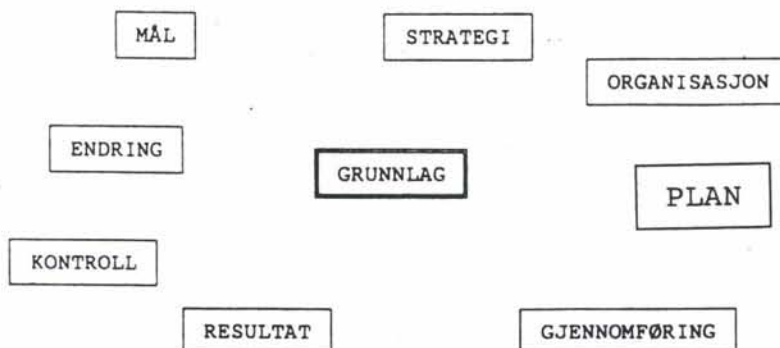 MÅL
STRATEGI
ORGANISASJON
ENDRING
GRUNNLAG
PLAN
KONTROLL
RESULTAT
GJENNOMFØRING